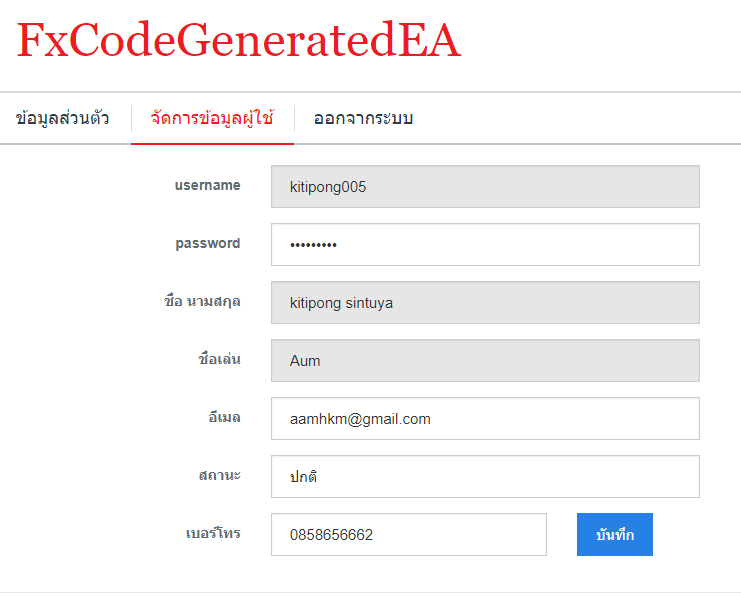 FxCodeGeneratedEA
ข้อมูลส่วนตัว จัดการข้อมูลผู้ใช้ ออกจากระบบ
username kitipong005
password •••••••••
ชื่อ นามสกุล kitipong sintuya
ชื่อเล่น Aum
อีเมล aamhkm@gmail.com
สถานะ ปกติ
เบอร์โทร 0858656662 บันทึก